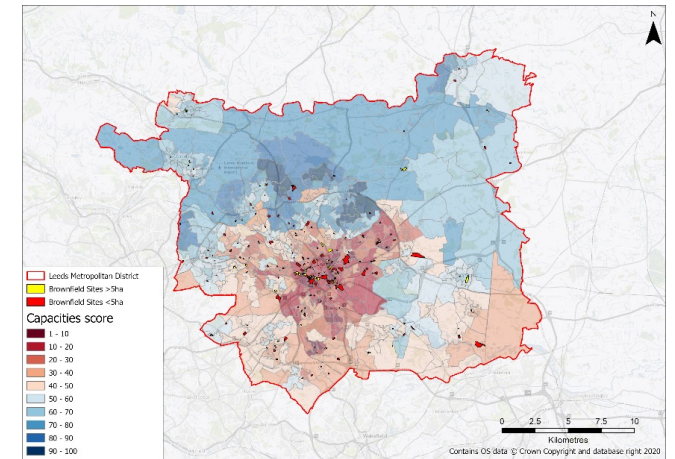 N
Leeds Metropolitan District
Brownfield Sites >5ha
Brownfield Sites <5ha
Capacities score
1 - 10
10 - 20
20 - 30
30 - 40
40 - 50
50 - 60
60 - 70
70 - 80
80 - 90
90 - 100
0 2.5 5 7.5 10
Kilometres
Contains OS data © Crown Copyright and database right 2020